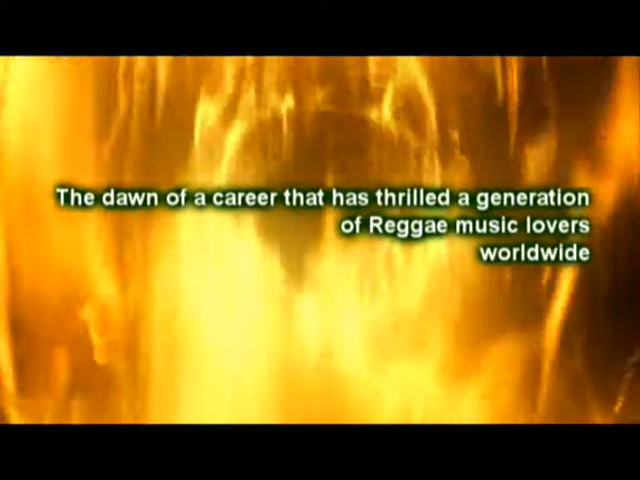 The dawn of a career that has thrilled a generation
of Reggae music lovers
worldwide